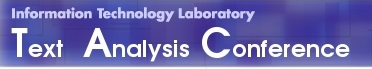 Information Technology Laboratory
Text Analysis Conference